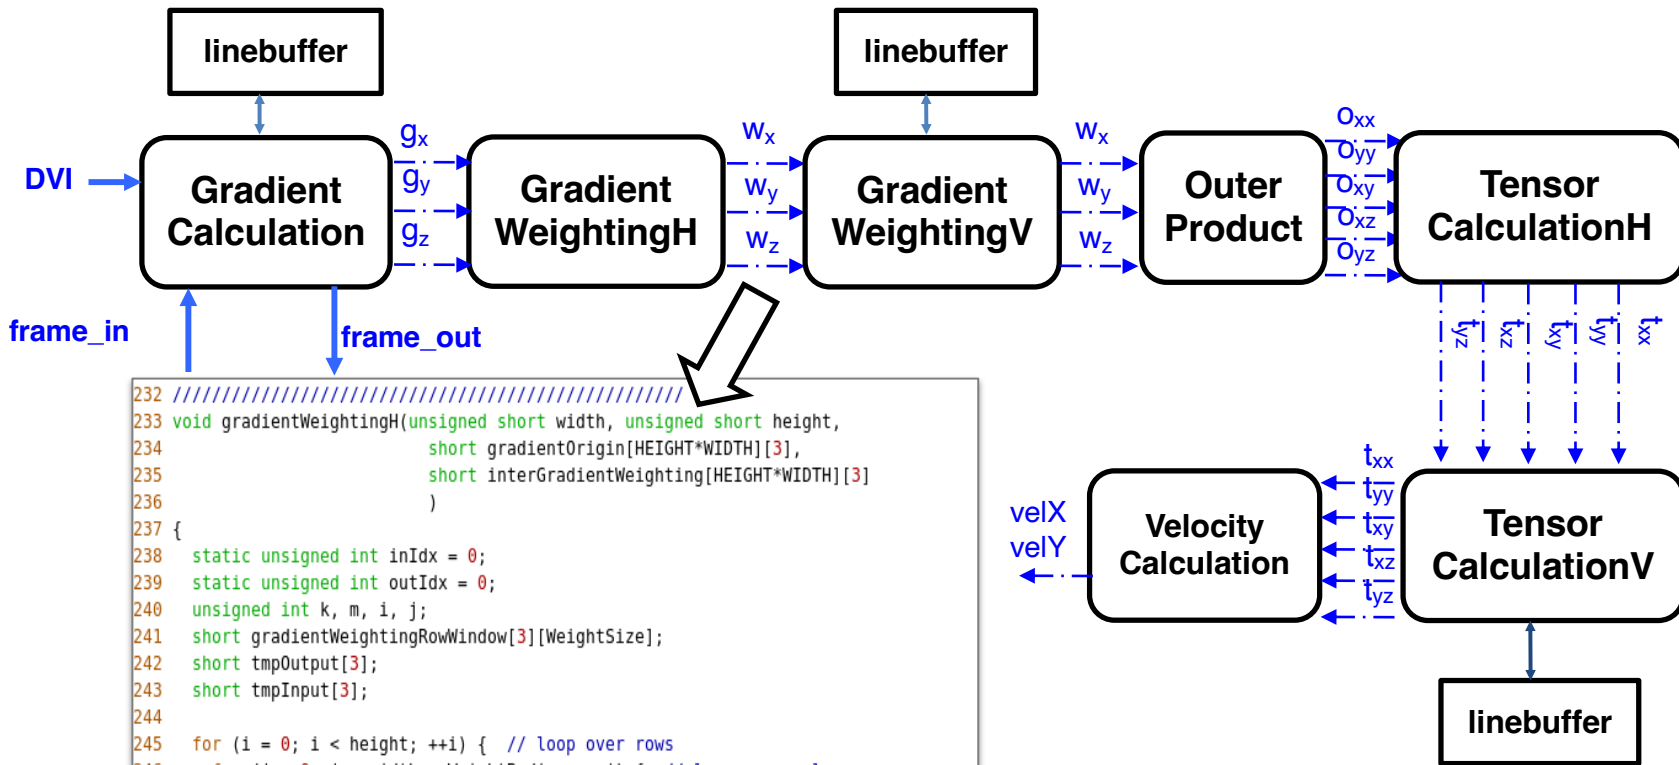 linebuffer
linebuffer
DVI
Gradient
Calculation
gx
gy
gz
Gradient
WeightingH
wx
wy
wz
Gradient
WeightingV
wx
wy
wz
Outer
Product
oxx
oyy
oxy
oxz
oyz
Tensor
CalculationH
frame_in
frame_out
tyz
txz
txy
tyy
txx
232 ////////////////////////////////////////////////////
233 void gradientWeightingH(unsigned short width, unsigned short height,
234 short gradientOrigin[HEIGHT*WIDTH][3],
235 short interGradientWeighting[HEIGHT*WIDTH][3]
236 )
237 {
238 static unsigned int inIdx = 0;
239 static unsigned int outIdx = 0;
240 unsigned int k, m, i, j;
241 short gradientWeightingRowWindow[3][WeightSize];
242 short tmpOutput[3];
243 short tmpInput[3];
244
245 for (i = 0; i < height; ++i) { // loop over rows
velX
velY
Velocity
Calculation
txx
tyy
txy
txz
tyz
Tensor
CalculationV
linebuffer